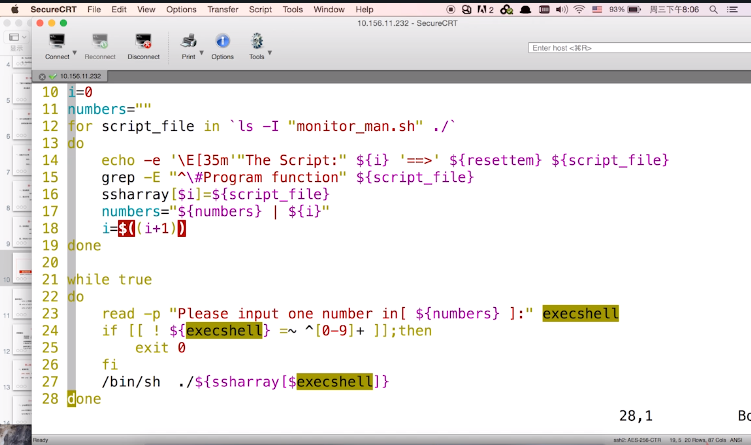 SecureCRT File Edit View Options Transfer Script Tools Window Help 93% 周三下午8:06
10.156.11.232 - SecureCRT
Connect Reconnect Disconnect Print Options Tools Enter host <⌘R>
10.156.11.232
10 i=0
11 numbers=""
12 for script_file in `ls -I "monitor_man.sh" ./`
13 do
14     echo -e '\E[35m'"The Script:" ${i} '==>' ${resettem} ${script_file}
15     grep -E "^\#Program function" ${script_file}
16     ssharray[$i]=${script_file}
17     numbers="${numbers} | ${i}"
18     i=$((i+1))
19 done
20
21 while true
22 do
23     read -p "Please input one number in[ ${numbers} ]:" execshell
24     if [[ ! ${execshell} =~ ^[0-9]+ ]];then
25         exit 0
26     fi
27     /bin/sh  ./${ssharray[$execshell]}
28 done
28,1 Bo
Ready ssh2: AES-256-CTR 19, 5 20 Rows, 67 Cols ANSI